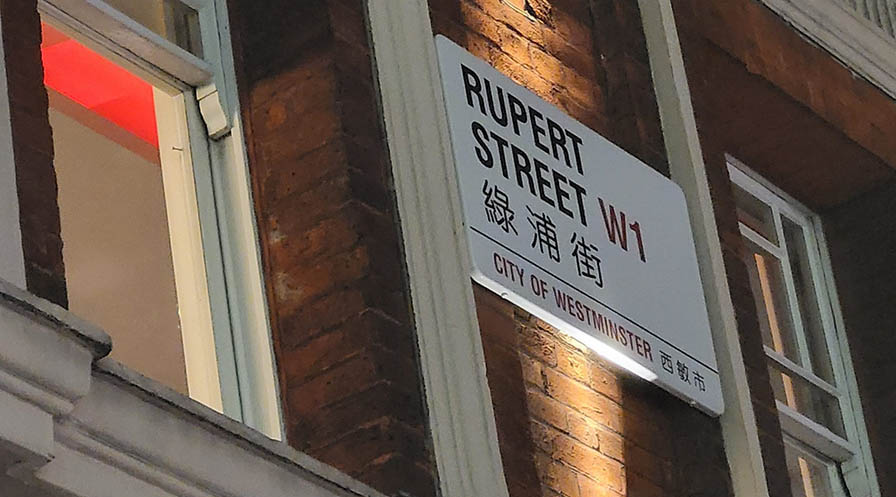 RUPERT
STREET W1
綠浦街
CITY OF WESTMINSTER 西敏市